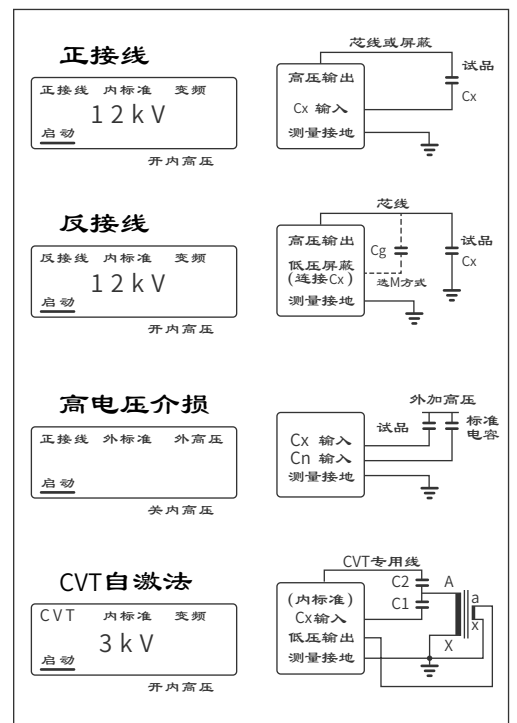 正接线
正接线 内标准 变频
12kV
启动
开内高压
芯线或屏蔽
高压输出
Cx 输入
测量接地
试品
Cx
反接线
反接线 内标准 变频
12kV
启动
开内高压
芯线
高压输出
低压屏蔽
(连接Cx)
测量接地
Cg
选M方式
试品
Cx
高电压介损
正接线 外标准 外高压
启动
关内高压
外加高压
试品
标准
电容
Cx 输入
Cn 输入
测量接地
CVT自激法
CVT 内标准 变频
3kV
启动
开内高压
CVT专用线
(内标准)
Cx输入
低压输出
测量接地
C2
C1
A
X
a
x